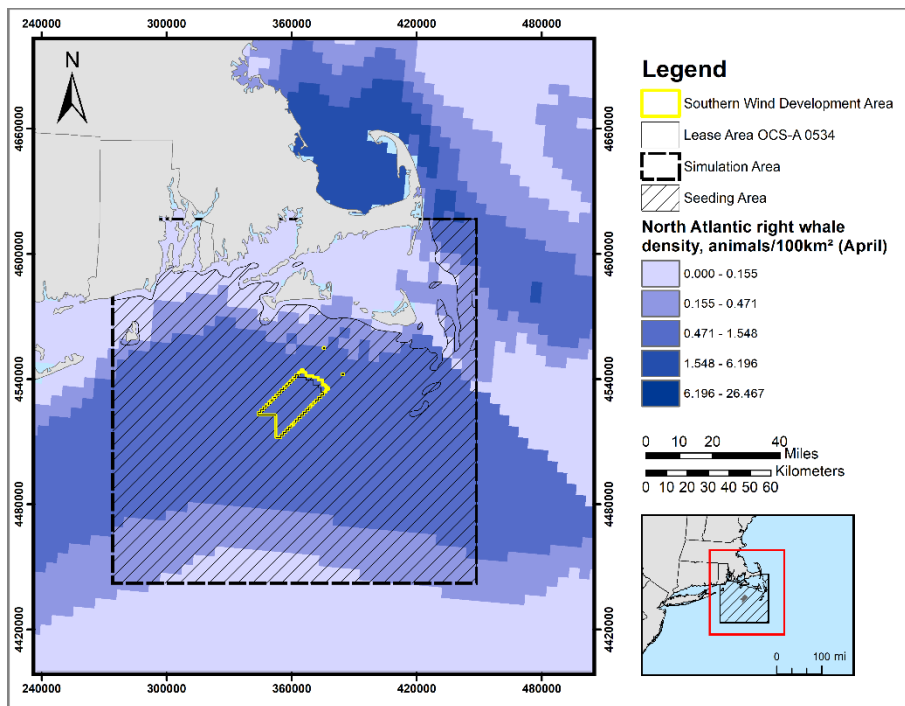 240000 300000 360000 420000 480000
N
4660000
4600000
4540000
4480000
4420000
4660000
4600000
4540000
4480000
4420000
240000 300000 360000 420000 480000
Legend
Southern Wind Development Area
Lease Area OCS-A 0534
Simulation Area
Seeding Area
North Atlantic right whale
density, animals/100km² (April)
0.000 - 0.155
0.155 - 0.471
0.471 - 1.548
1.548 - 6.196
6.196 - 26.467
0 10 20 40
Miles
Kilometers
0 10 20 30 40 50 60
0 100 mi